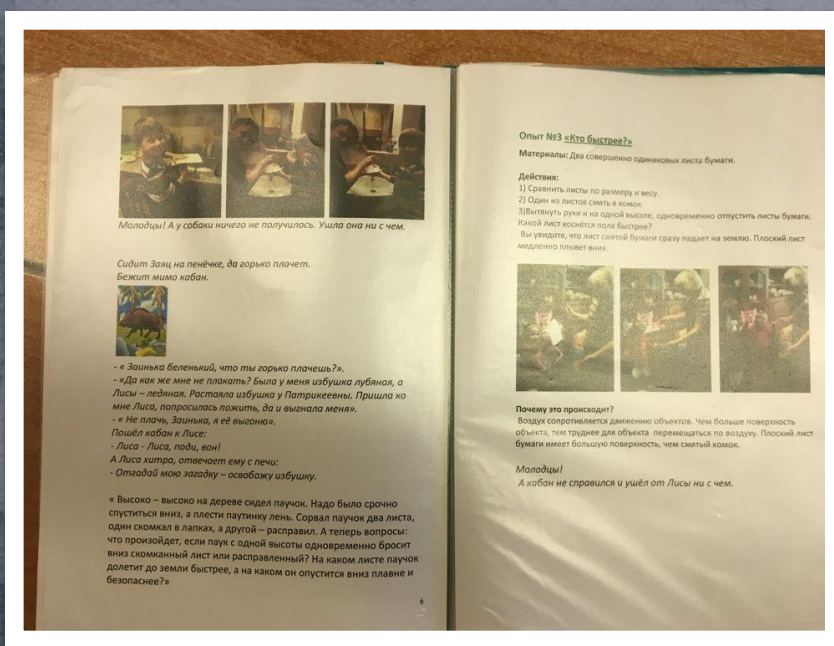 Молодцы! А у собаки ничего не получилось. Ушла она ни с чем.
Сидит Заяц на пенёчке, да горько плачет.
Бежит мимо кабан.
- « Заинька беленький, что ты горько плачешь?».
- «Да как же мне не плакать? Была у меня избушка лубяная, а
Лисы – ледяная. Растаяла избушка у Патрикеевны. Пришла ко
мне Лиса, попросилась пожить, да и выгнала меня».
- « Не плачь, Заинька, я её выгоню».
Пошёл кабан к Лисе:
- Лиса - Лиса, поди, вон!
А Лиса хитра, отвечает ему с печи:
- Отгадай мою загадку – освобожу избушку.
« Высоко – высоко на дереве сидел паучок. Надо было срочно
спуститься вниз, а плести паутинку лень. Сорвал паучок два листа,
один скомкал в лапках, а другой – расправил. А теперь вопросы:
что произойдет, если паук с одной высоты одновременно бросит
вниз скомканный лист или расправленный? На каком листе паучок
долетит до земли быстрее, а на каком он опустится вниз плавне и
безопаснее?»
6
Опыт №3 «Кто быстрее?»
Материалы: Два совершенно одинаковых листа бумаги.
Действия:
1) Сравнить листы по размеру и весу.
2) Один из листов смять в комок.
3)Вытянуть руки и на одной высоте, одновременно отпустить листы бумаги.
Какой лист коснётся пола быстрее?
Вы увидите, что лист смятой бумаги сразу падает на землю. Плоский лист
медленно плывет вниз.
Почему это происходит?
Воздух сопротивляется движению объектов. Чем больше поверхность
объекта, тем труднее для объекта перемещаться по воздуху. Плоский лист
бумаги имеет большую поверхность, чем смятый комок.
Молодцы!
А кабан не справился и ушёл от Лисы ни с чем.